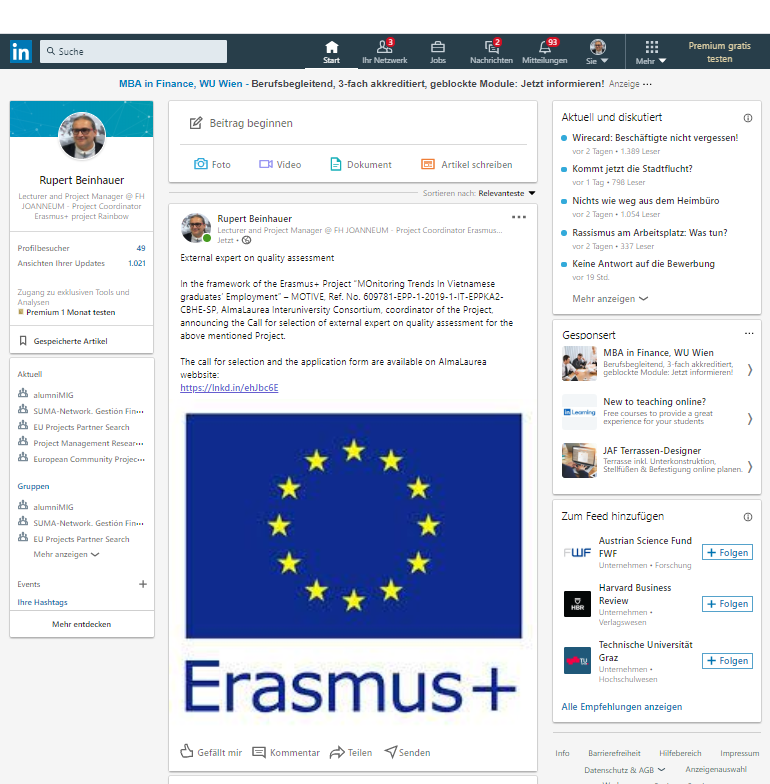 in
Suche
Start
3
Ihr Netzwerk
Jobs
2
Nachrichten
93
Mitteilungen
Sie
Mehr
Premium gratis
testen
MBA in Finance, WU Wien - Berufsbegleitend, 3-fach akkreditiert, geblockte Module: Jetzt informieren! Anzeige ···
Rupert Beinhauer
Lecturer and Project Manager @ FH
JOANNEUM - Project Coordinator
Erasmus+ project Rainbow
Profilbesucher 49
Ansichten Ihrer Updates 1.021
Zugang zu exklusiven Tools und
Analysen
Premium 1 Monat testen
Gespeicherte Artikel
Aktuell
alumniMIG
SUMA-Network. Gestión Fin···
EU Projects Partner Search
Project Management Resear···
European Community Projec···
Gruppen
alumniMIG
SUMA-Network. Gestión Fin···
EU Projects Partner Search
Mehr anzeigen
Events +
Ihre Hashtags
Mehr entdecken
Beitrag beginnen
Foto
Video
Dokument
Artikel schreiben
Sortieren nach: Relevanteste
Rupert Beinhauer
Lecturer and Project Manager @ FH JOANNEUM - Project Coordinator Erasmus...
Jetzt •
External expert on quality assessment
In the framework of the Erasmus+ Project "MOnitoring Trends In Vietnamese
graduates' Employment" – MOTIVE, Ref. No. 609781-EPP-1-2019-1-IT-EPPKA2-
CBHE-SP, AlmaLaurea Interuniversity Consortium, coordinator of the Project,
announcing the Call for selection of external expert on quality assessment for the
above mentioned Project.
The call for selection and the application form are available on AlmaLaurea
webbsite:
https://lnkd.in/ehJbc6E
Erasmus+
Gefällt mir
Kommentar
Teilen
Senden
Aktuell und diskutiert
Wirecard: Beschäftigte nicht vergessen!
vor 2 Tagen • 1.389 Leser
Kommt jetzt die Stadtflucht?
vor 1 Tag • 798 Leser
Nichts wie weg aus dem Heimbüro
vor 2 Tagen • 1.054 Leser
Rassismus am Arbeitsplatz: Was tun?
vor 2 Tagen • 337 Leser
Keine Antwort auf die Bewerbung
vor 19 Std.
Mehr anzeigen
Gesponsert ···
MBA in Finance, WU Wien
Berufsbegleitend, 3-fach akkreditiert,
geblockte Module: Jetzt informieren!
in Learning
New to teaching online?
Free courses to provide a great
experience for your students
JAF Terrassen-Designer
Terrasse inkl. Unterkonstruktion,
Stellfüßen & Befestigung online planen.
Zum Feed hinzufügen
FWF
Austrian Science Fund
FWF
Unternehmen • Forschung
+ Folgen
HBR
Harvard Business
Review
Unternehmen •
Verlagswesen
+ Folgen
TU
Technische Universität
Graz
Unternehmen •
Hochschulwesen
+ Folgen
Alle Empfehlungen anzeigen
Info Barrierefreiheit Hilfebereich Impressum
Datenschutz & AGB Anzeigenauswahl